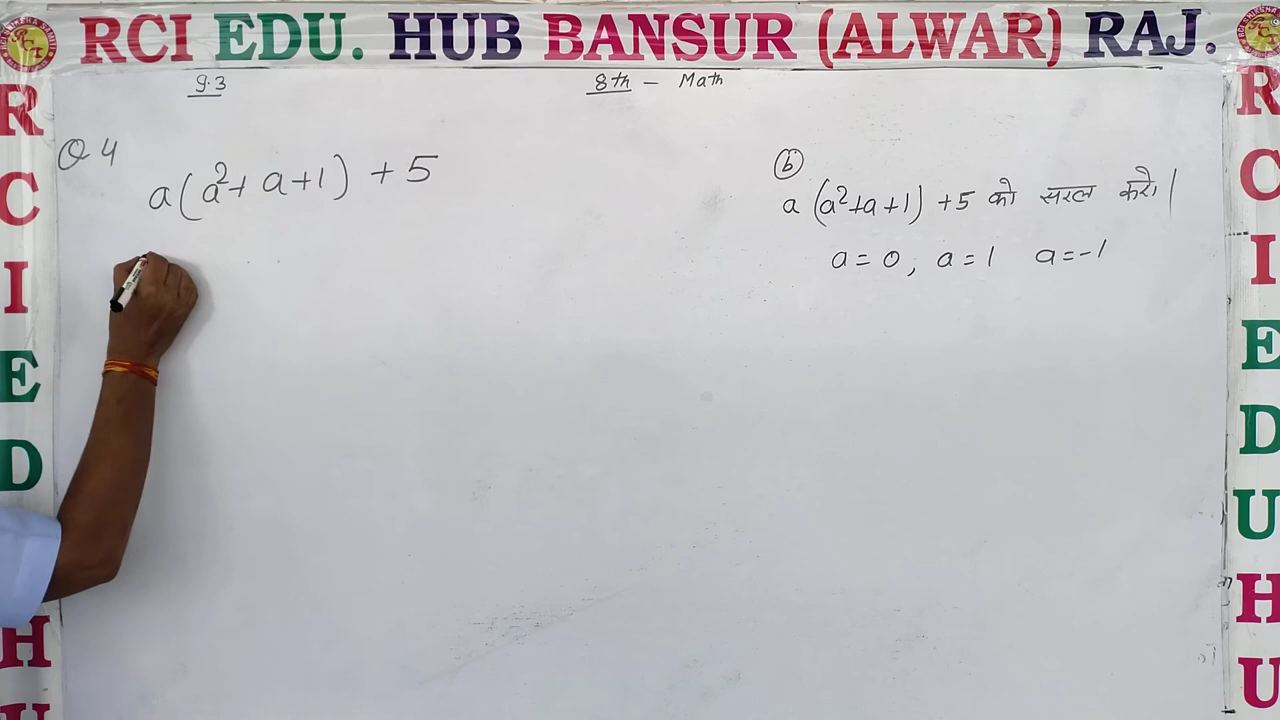 RCI EDU. HUB BANSUR (ALWAR) RAJ.
9.3
8th - Math
Q 4
a(a²+a+1) +5
(b)
a (a²+a+1) +5 को सरल करो।
a=0, a=1 a=-1
R
C
I
E
D
H
U
R
C
I
E
D
U
H
U